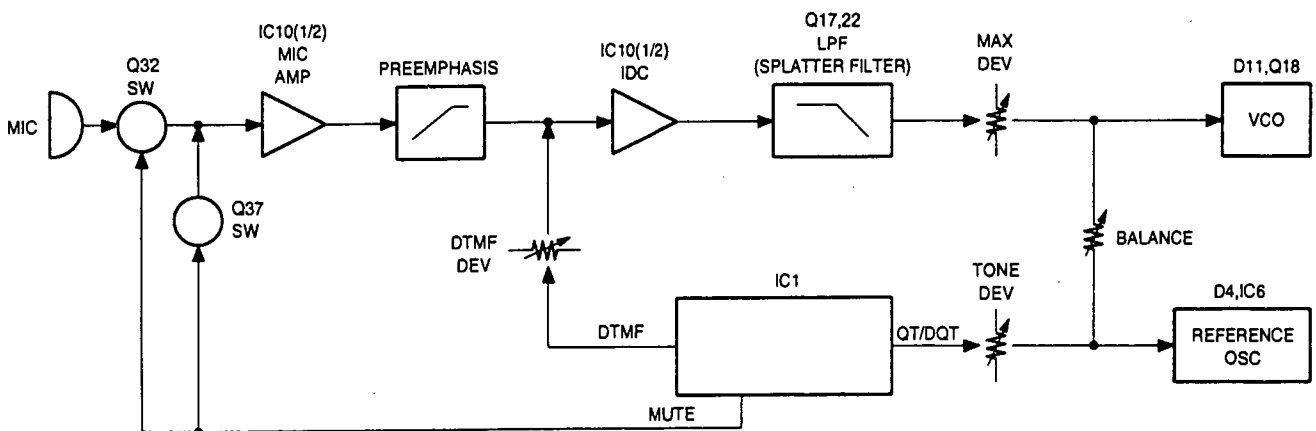 MIC
Q32
SW
IC10(1/2)
MIC
AMP
PREEMPHASIS
IC10(1/2)
IDC
Q17,22
LPF
(SPLATTER FILTER)
MAX
DEV
D11,Q18
VCO
Q37
SW
DTMF
DEV
BALANCE
IC1
TONE
DEV
D4,IC6
REFERENCE
OSC
DTMF
QT/DQT
MUTE